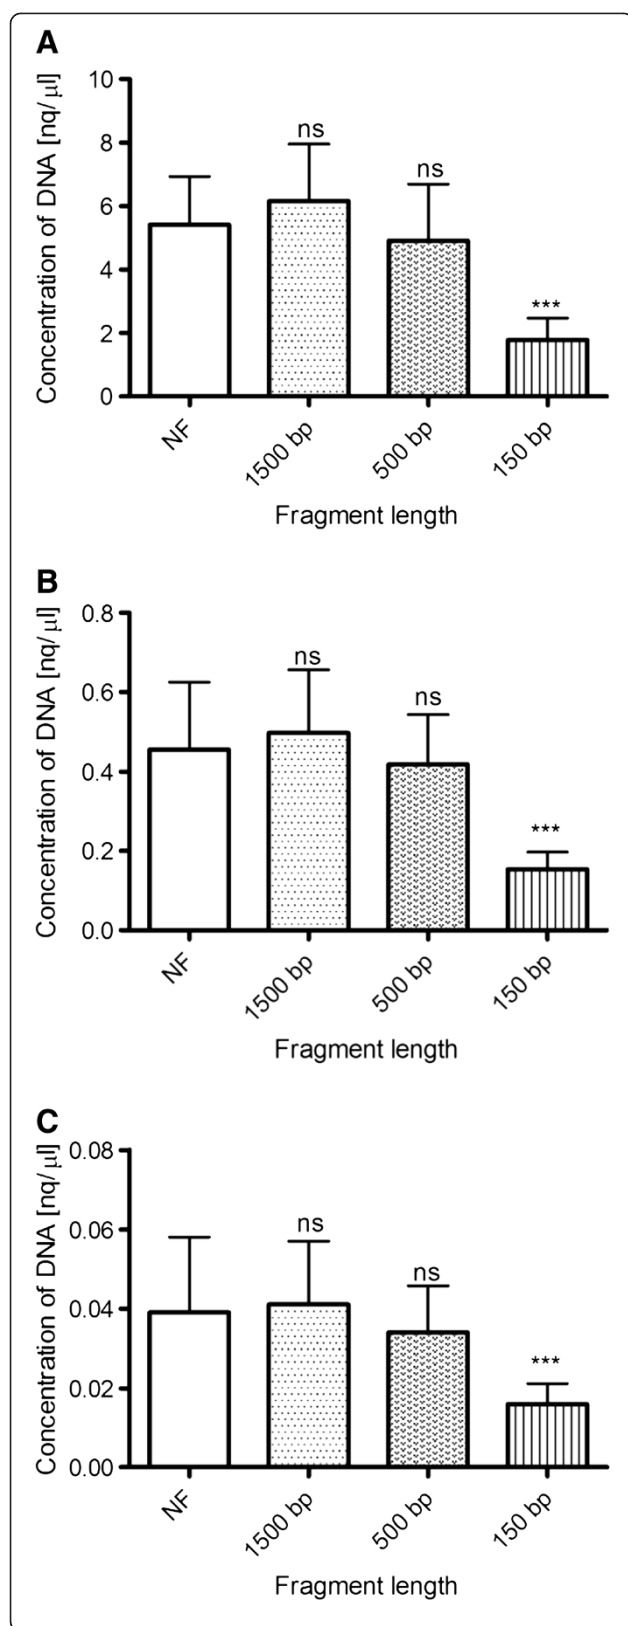 A
Concentration of DNA [nq/µl]
10
8
6
4
2
0
ns
ns
***
NF
1500 bp
500 bp
150 bp
Fragment length
B
Concentration of DNA [nq/µl]
0.8
0.6
0.4
0.2
0.0
ns
ns
***
NF
1500 bp
500 bp
150 bp
Fragment length
C
Concentration of DNA [nq/µl]
0.08
0.06
0.04
0.02
0.00
ns
ns
***
NF
1500 bp
500 bp
150 bp
Fragment length